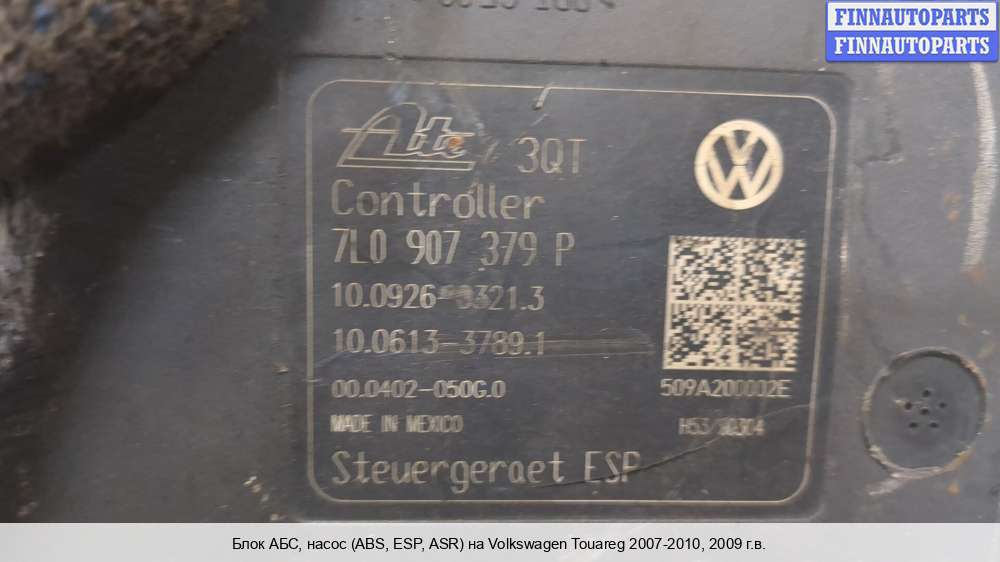 FINNAUTOPARTS
FINNAUTOPARTS
Ate 3QT
Controller
7L0 907 379 P
10.0926-0321.3
10.0613-3789.1
00.0402-050G.0
509A200002E
MADE IN MEXICO
Steuergeraet ESP
Блок АБС, насос (ABS, ESP, ASR) на Volkswagen Touareg 2007-2010, 2009 г.в.